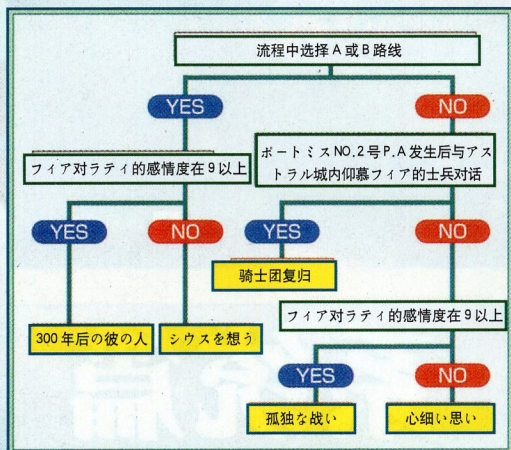 流程中选择A或B路线
YES
NO
フィア对ラティ的感情度在9以上
ボートミスNO.2号P.A发生后与アス
トラル城内仰慕フィア的士兵对话
YES
NO
YES
NO
骑士团复归
フィア对ラティ的感情度在9以上
300年后の彼の人
シウスを想う
YES
NO
孤独な战い
心细い思い